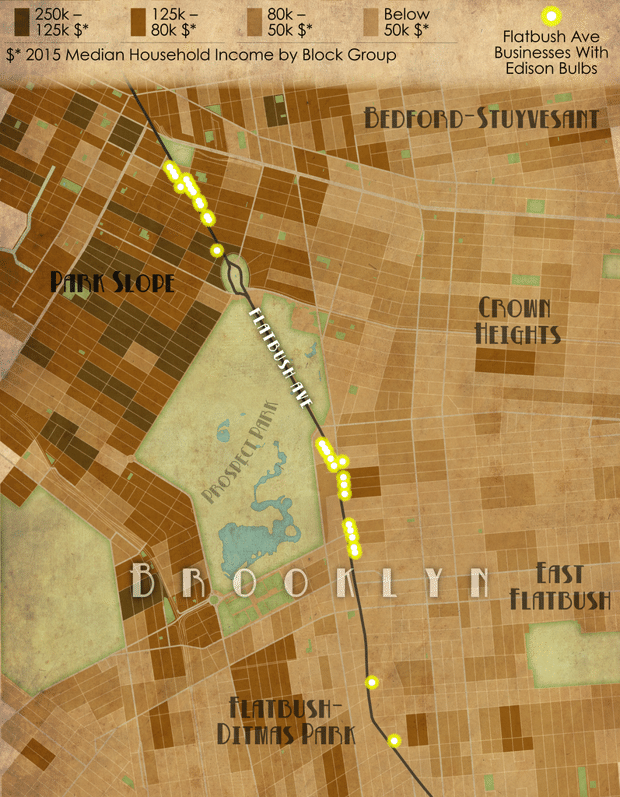 250k –
125k $*
125k –
80k $*
80k –
50k $*
Below
50k $*
$* 2015 Median Household Income by Block Group
Flatbush Ave
Businesses With
Edison Bulbs
Bedford-Stuyvesant
Park Slope
Crown
Heights
Flatbush Ave
Prospect Park
Brooklyn
East
Flatbush
Flatbush-
Ditmas Park